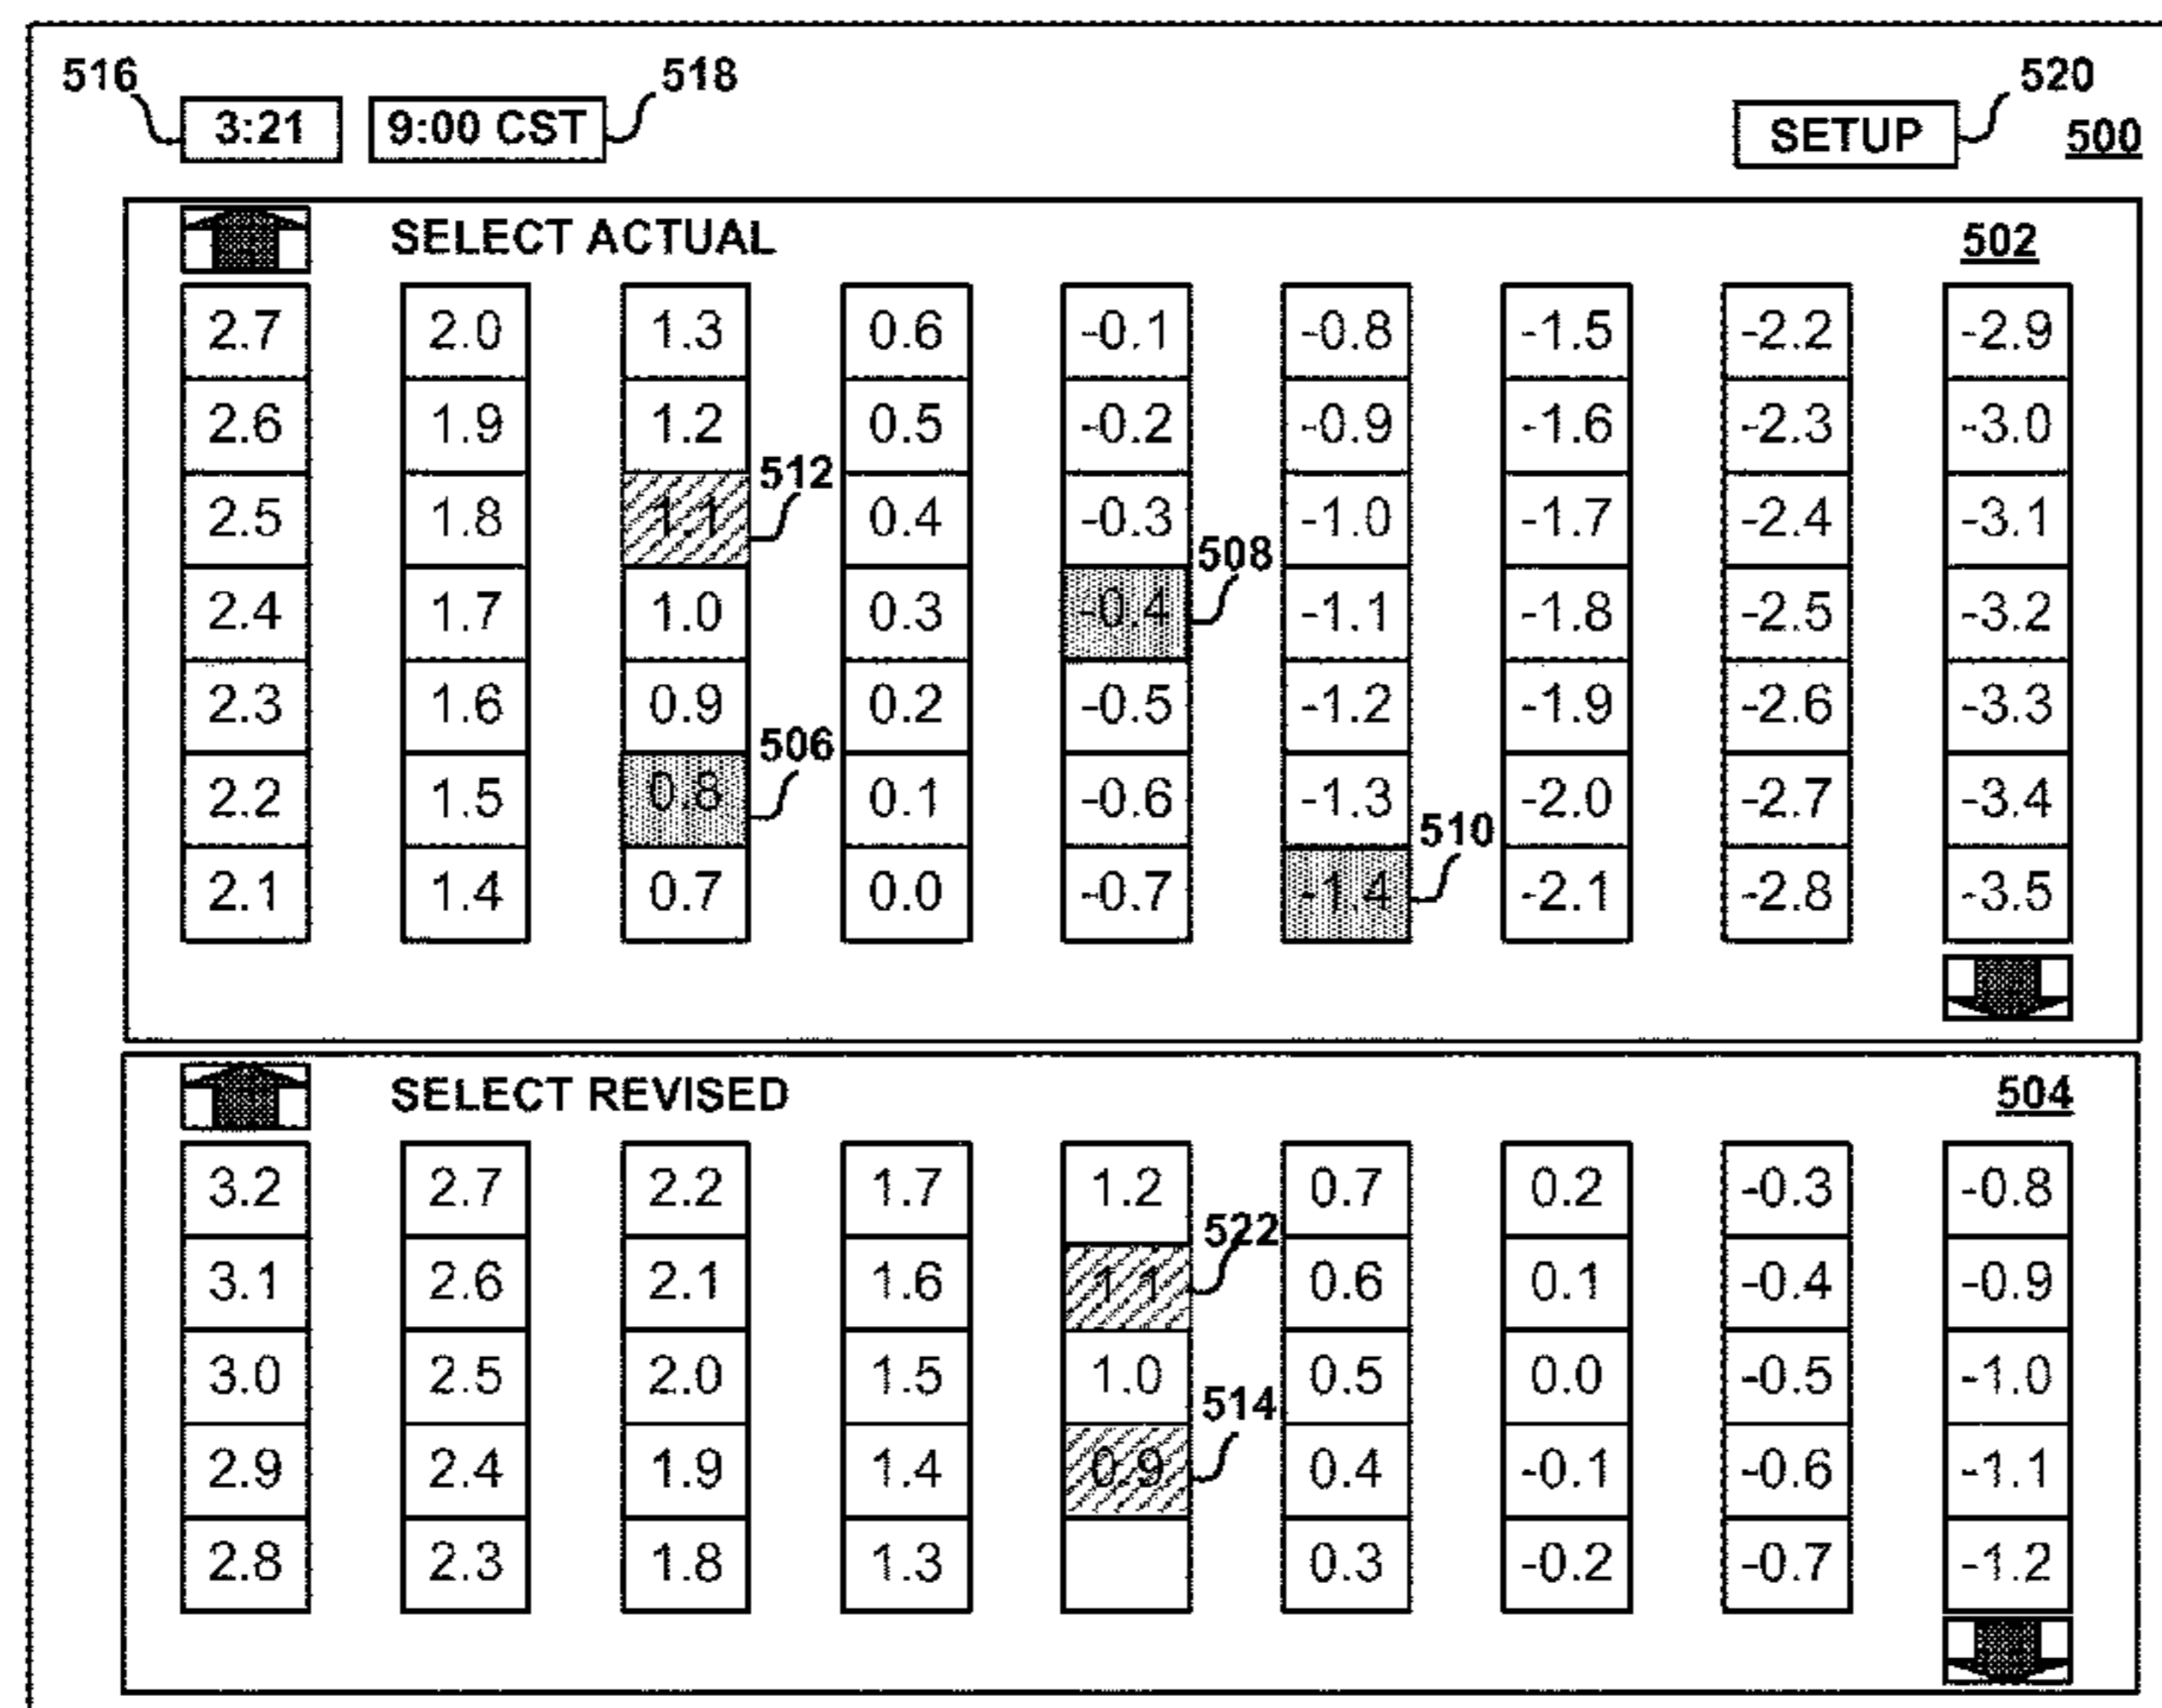 516 3:21 9:00 CST 518 SETUP 520 500
SELECT ACTUAL 502
2.7 2.0 1.3 0.6 -0.1 -0.8 -1.5 -2.2 -2.9
2.6 1.9 1.2 0.5 -0.2 -0.9 -1.6 -2.3 -3.0
2.5 1.8 1.1 512 0.4 -0.3 -1.0 -1.7 -2.4 -3.1
2.4 1.7 1.0 0.3 -0.4 508 -1.1 -1.8 -2.5 -3.2
2.3 1.6 0.9 0.2 -0.5 -1.2 -1.9 -2.6 -3.3
2.2 1.5 0.8 506 0.1 -0.6 -1.3 -2.0 -2.7 -3.4
2.1 1.4 0.7 0.0 -0.7 -1.4 510 -2.1 -2.8 -3.5
SELECT REVISED 504
3.2 2.7 2.2 1.7 1.2 0.7 0.2 -0.3 -0.8
3.1 2.6 2.1 1.6 1.1 522 0.6 0.1 -0.4 -0.9
3.0 2.5 2.0 1.5 1.0 0.5 0.0 -0.5 -1.0
2.9 2.4 1.9 1.4 0.9 514 0.4 -0.1 -0.6 -1.1
2.8 2.3 1.8 1.3 0.3 -0.2 -0.7 -1.2